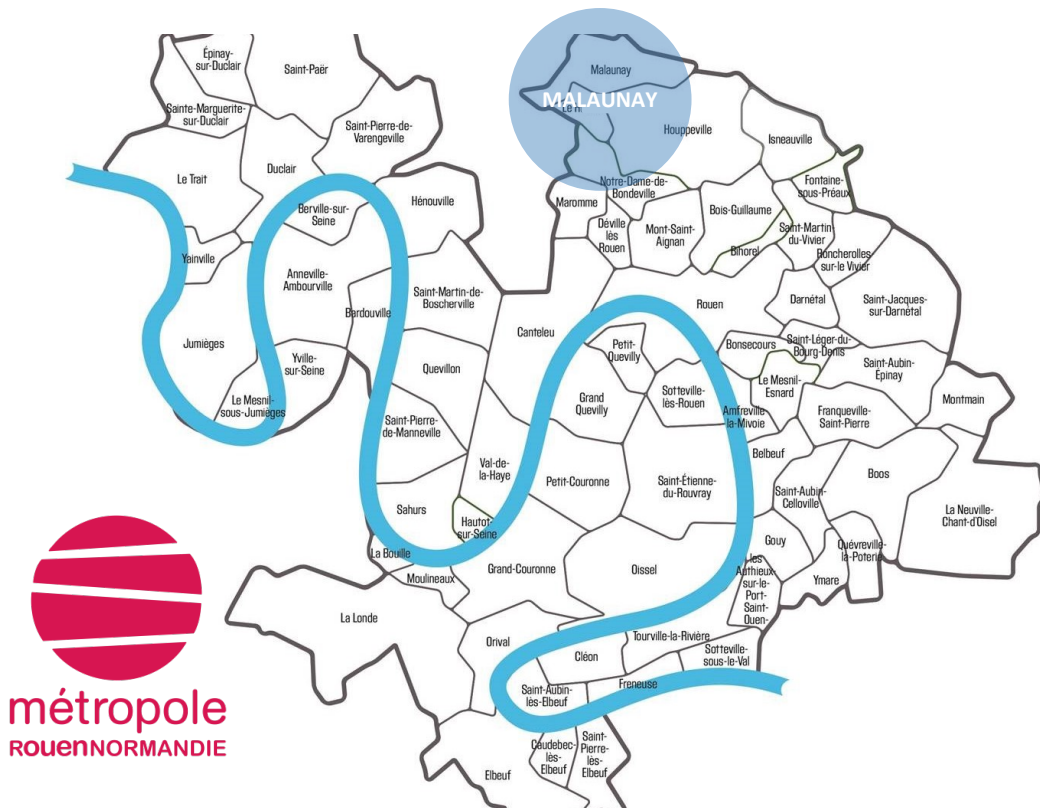 Épinay-
sur-Duclair
Saint-Paër
Malaunay
MALAUNAY
Le H
Sainte-Marguerite-
sur-Duclair
Saint-Pierre-de-
Varengeville
Houppeville
Isneauville
Le Trait
Duclair
Notre-Dame-de-
Bondeville
Fontaine-
sous-Préaux
Berville-sur-
Seine
Hénouville
Maromme
Déville
lès
Rouen
Mont-Saint-
Aignan
Bois-Guillaume
Bihorel
Saint-Martin
du-Vivier
Roncherolles
sur-le Vivier
Yainville
Anneville-
Ambourville
Bardouville
Saint-Martin-de-
Boscherville
Canteleu
Rouen
Darnétal
Saint-Jacques-
sur-Darnétal
Jumièges
Yville-
sur-Seine
Quevillon
Petit-
Quevilly
Bonsecours
Saint-Léger-du-
Bourg-Denis
Saint-Aubin-
Épinay
Le Mesnil-
sous-Jumièges
Saint-Pierre-
de-Manneville
Grand
Quevilly
Sotteville-
lès-Rouen
Le Mesnil-
Esnard
Amfreville-
la-Mivoie
Franqueville-
Saint-Pierre
Montmain
Val-de-
la-Haye
Petit-Couronne
Saint-Étienne-
du-Rouvray
Belbeuf
Boos
Sahurs
Hautot-
sur-Seine
Saint-Aubin-
Celloville
La Neuville-
Chant-d'Oisel
La Bouille
Moulineaux
Grand-Couronne
Oissel
Gouy
les
Authieux-
sur-le-
Port-
Saint-
Ouen-
Ymare
Quévreville-
la-Poterie
La Londe
Orival
Cléon
Tourville-la-Rivière
Sotteville-
sous-le-Val
Saint-Aubin-
lès-Elbeuf
Freneuse
Elbeuf
Caudebec-
lès-
Elbeuf
Saint-
Pierre-
lès-
Elbeuf
métropole
ROUENNORMANDIE